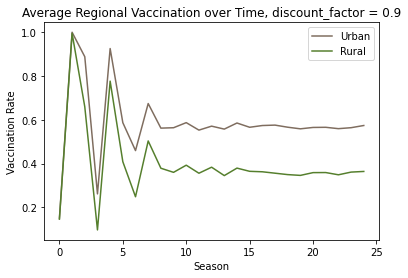 Average Regional Vaccination over Time, discount_factor = 0.9
Urban
Rural
1.0
0.8
0.6
0.4
0.2
Vaccination Rate
0
5
10
15
20
25
Season